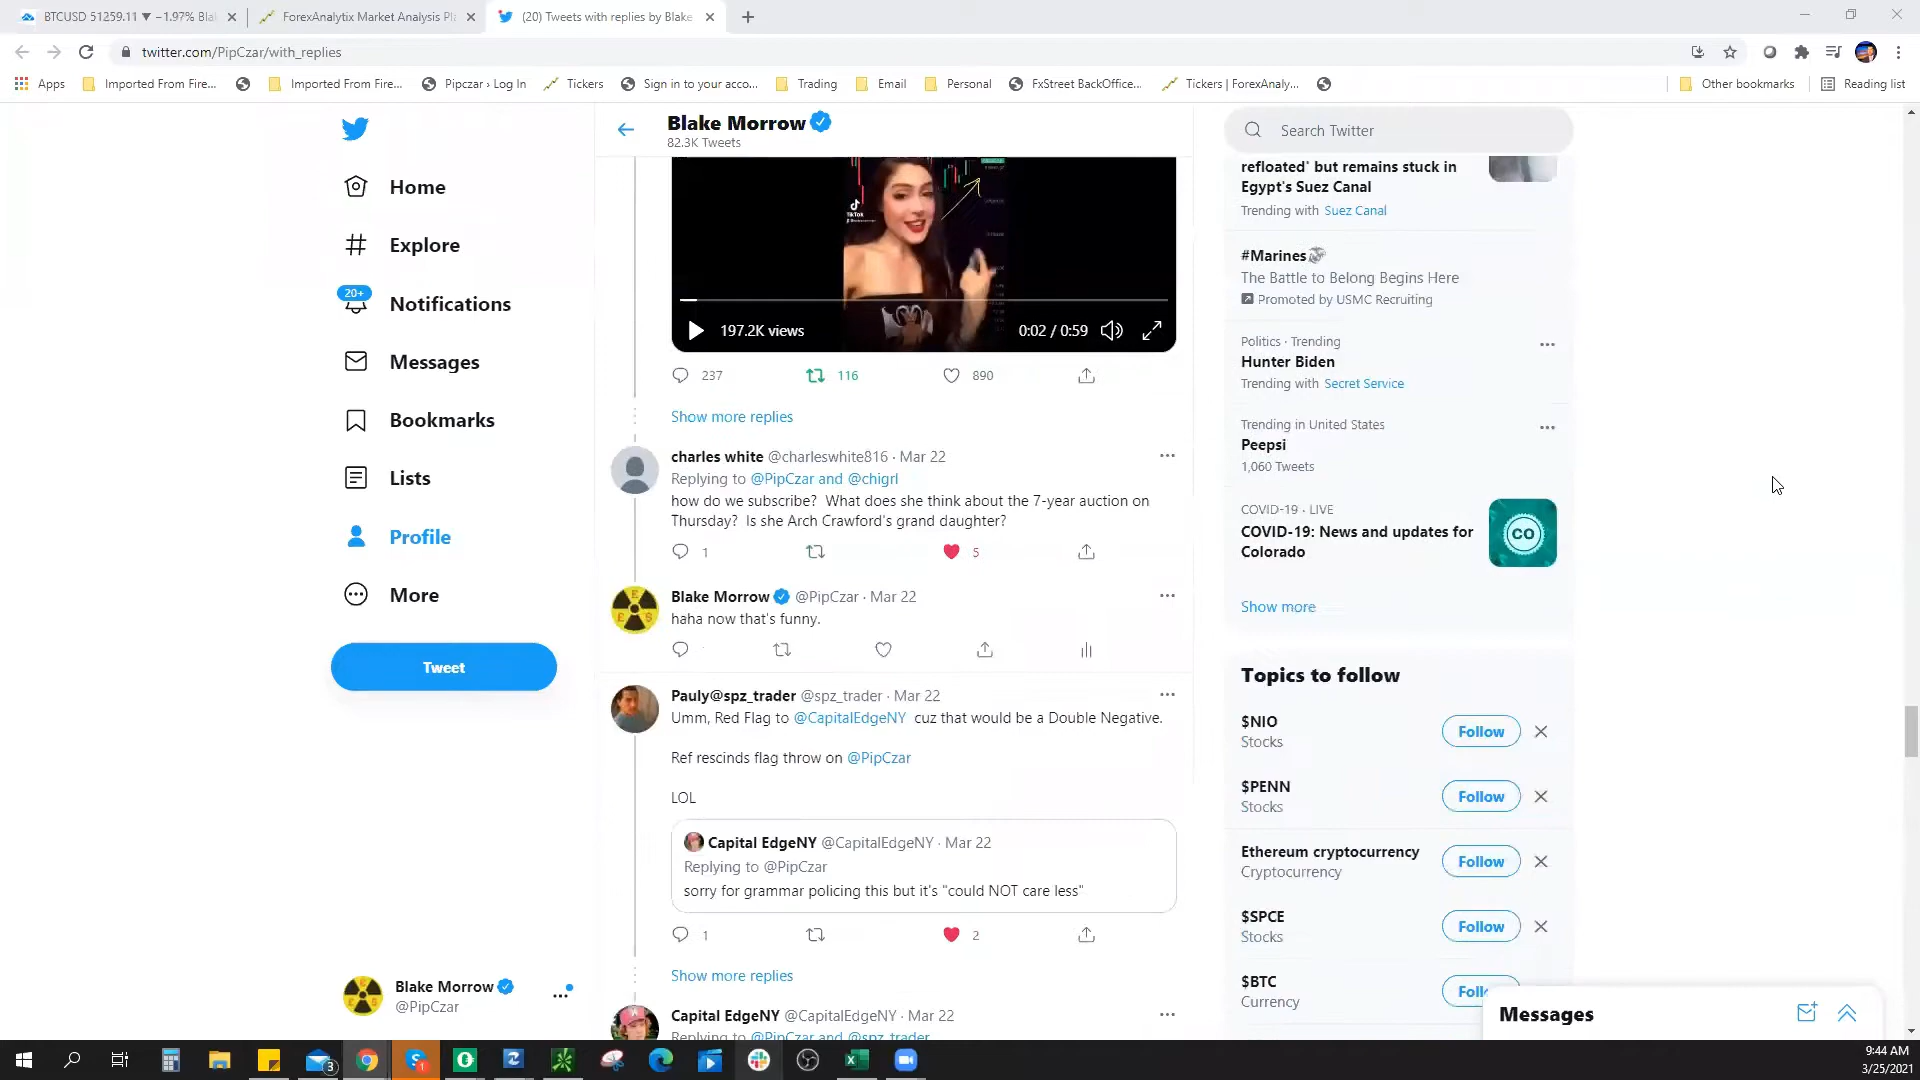 BTCUSD 51259.11 ▼ −1.97% Bla
ForexAnalytix Market Analysis Pl
(20) Tweets with replies by Blake
twitter.com/PipCzar/with_replies
Apps
Imported From Fire...
Imported From Fire...
Pipczar › Log In
Tickers
Sign in to your acco...
Trading
Email
Personal
FxStreet BackOffice...
Tickers | ForexAnaly...
Other bookmarks
Reading list
Home
Explore
20+
Notifications
Messages
Bookmarks
Lists
Profile
More
Tweet
Blake Morrow
@PipCzar
Blake Morrow
82.3K Tweets
TikTok
197.2K views
0:02 / 0:59
237
116
890
Show more replies
charles white @charleswhite816 · Mar 22
Replying to @PipCzar and @chigrl
how do we subscribe? What does she think about the 7-year auction on
Thursday? Is she Arch Crawford's grand daughter?
1
5
Blake Morrow @PipCzar · Mar 22
haha now that's funny.
Pauly@spz_trader @spz_trader · Mar 22
Umm, Red Flag to @CapitalEdgeNY cuz that would be a Double Negative.
Ref rescinds flag throw on @PipCzar
LOL
Capital EdgeNY @CapitalEdgeNY · Mar 22
Replying to @PipCzar
sorry for grammar policing this but it's "could NOT care less"
1
2
Show more replies
Capital EdgeNY @CapitalEdgeNY · Mar 22
Replying to @PipCzar and @spz_trader
Search Twitter
refloated' but remains stuck in
Egypt's Suez Canal
Trending with Suez Canal
#Marines
The Battle to Belong Begins Here
Promoted by USMC Recruiting
Politics · Trending
Hunter Biden
Trending with Secret Service
Trending in United States
Peepsi
1,060 Tweets
COVID-19 · LIVE
COVID-19: News and updates for
Colorado
CO
Show more
Topics to follow
$NIO
Stocks
Follow
$PENN
Stocks
Follow
Ethereum cryptocurrency
Cryptocurrency
Follow
$SPCE
Stocks
Follow
$BTC
Currency
Foll
Messages
3
1
9:44 AM
3/25/2021